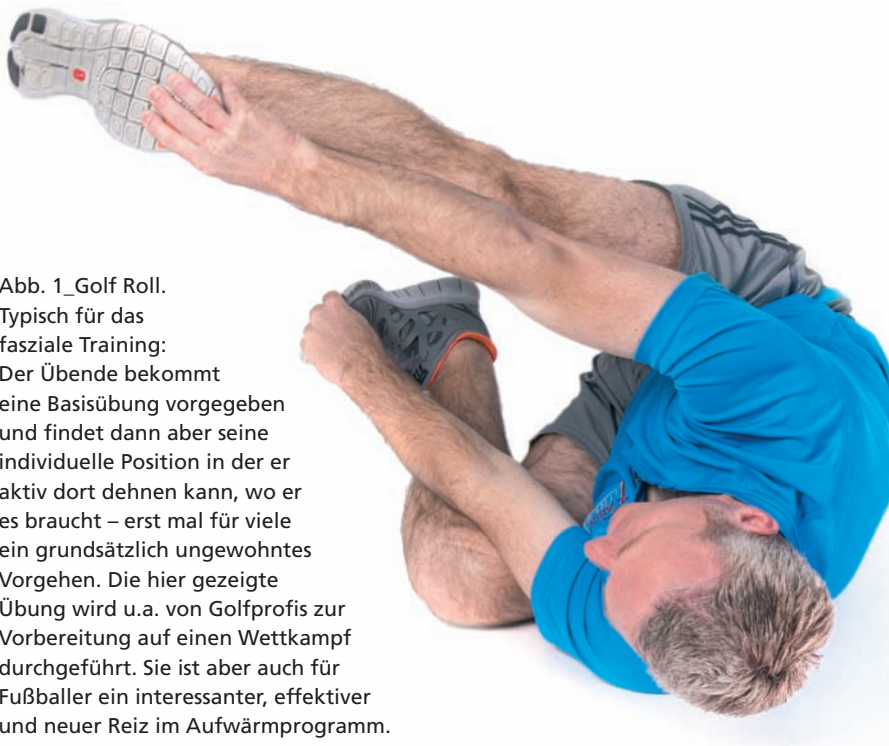 Abb. 1_Golf Roll.
Typisch für das
fasziale Training:
Der Übende bekommt
eine Basisübung vorgegeben
und findet dann aber seine
individuelle Position in der er
aktiv dort dehnen kann, wo er
es braucht – erst mal für viele
ein grundsätzlich ungewohntes
Vorgehen. Die hier gezeigte
Übung wird u.a. von Golfprofis zur
Vorbereitung auf einen Wettkampf
durchgeführt. Sie ist aber auch für
Fußballer ein interessanter, effektiver
und neuer Reiz im Aufwärmprogramm.